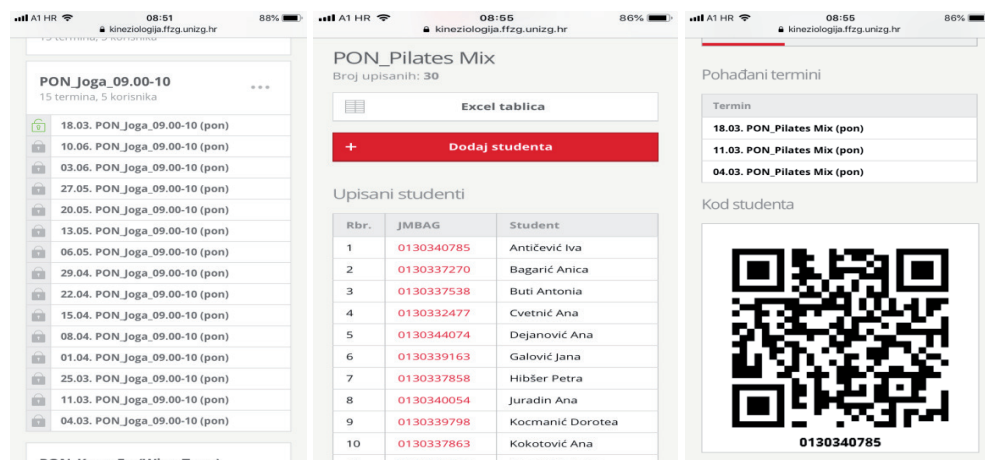 A1 HR 08:51 88%
kineziologija.ffzg.unizg.hr
15 termina, 5 korisnika
PON_Joga_09.00-10
15 termina, 5 korisnika
18.03. PON_Joga_09.00-10 (pon)
10.06. PON_Joga_09.00-10 (pon)
03.06. PON_Joga_09.00-10 (pon)
27.05. PON_Joga_09.00-10 (pon)
20.05. PON_Joga_09.00-10 (pon)
13.05. PON_Joga_09.00-10 (pon)
06.05. PON_Joga_09.00-10 (pon)
29.04. PON_Joga_09.00-10 (pon)
22.04. PON_Joga_09.00-10 (pon)
15.04. PON_Joga_09.00-10 (pon)
08.04. PON_Joga_09.00-10 (pon)
01.04. PON_Joga_09.00-10 (pon)
25.03. PON_Joga_09.00-10 (pon)
11.03. PON_Joga_09.00-10 (pon)
04.03. PON_Joga_09.00-10 (pon)
A1 HR 08:55 86%
kineziologija.ffzg.unizg.hr
PON_Pilates Mix
Broj upisanih: 30
Excel tablica
+ Dodaj studenta
Upisani studenti
Rbr. JMBAG Student
1 0130340785 Antičević Iva
2 0130337270 Bagarić Anica
3 0130337538 Buti Antonia
4 0130332477 Cvetnić Ana
5 0130344074 Dejanović Ana
6 0130339163 Galović Jana
7 0130337858 Hibšer Petra
8 0130340054 Juradin Ana
9 0130339798 Kocmanić Dorotea
10 0130337863 Kokotović Ana
A1 HR 08:55 86%
kineziologija.ffzg.unizg.hr
Pohađani termini
Termin
18.03. PON_Pilates Mix (pon)
11.03. PON_Pilates Mix (pon)
04.03. PON_Pilates Mix (pon)
Kod studenta
0130340785